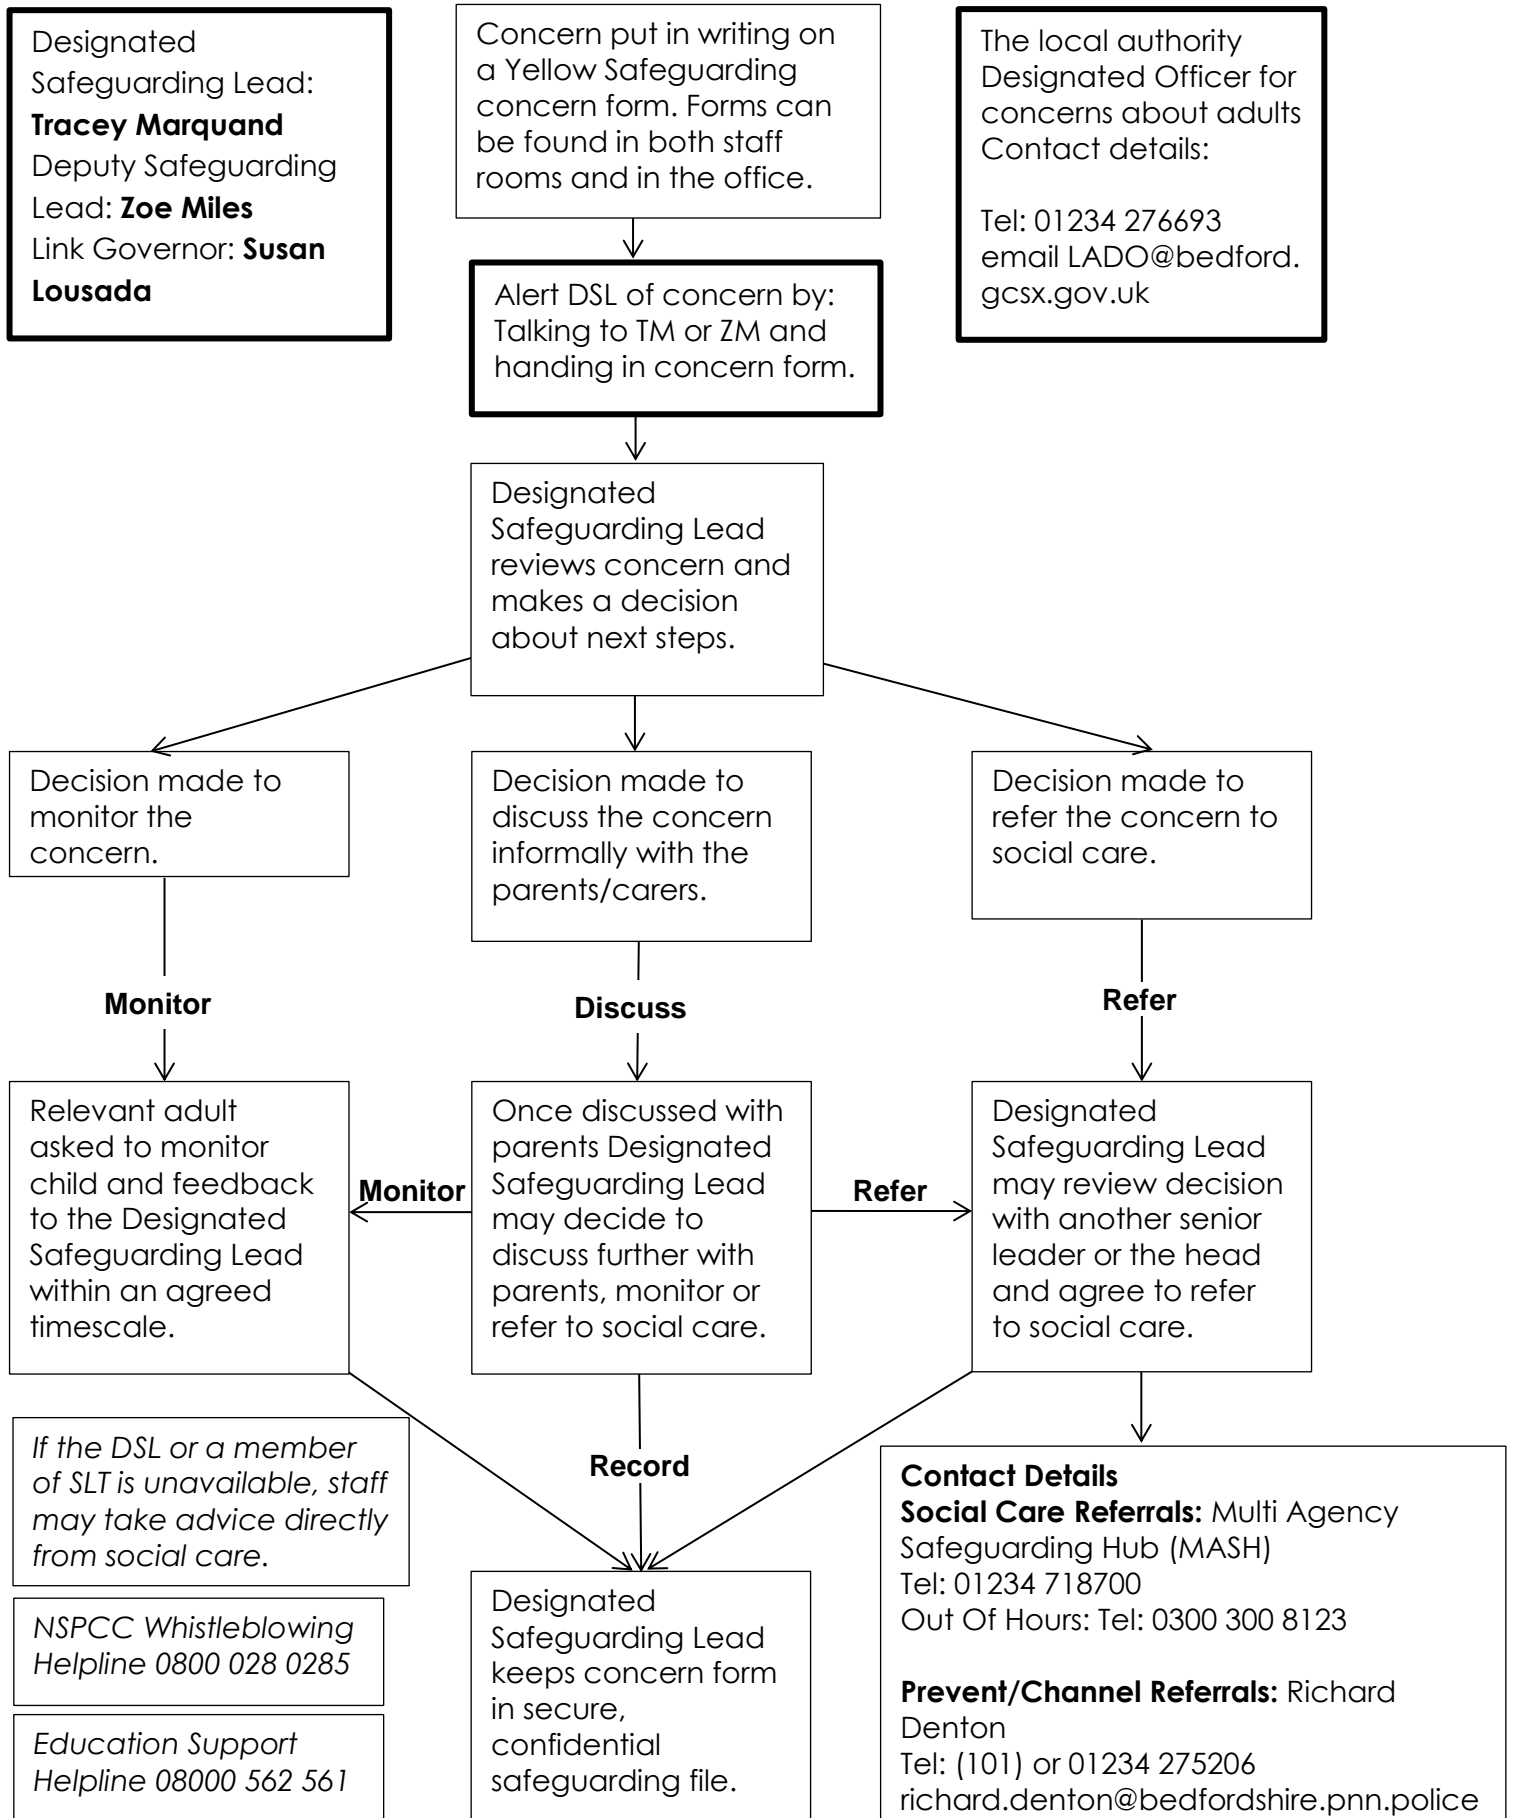 Designated
Safeguarding Lead:
Tracey Marquand
Deputy Safeguarding
Lead: Zoe Miles
Link Governor: Susan
Lousada
Concern put in writing on
a Yellow Safeguarding
concern form. Forms can
be found in both staff
rooms and in the office.
The local authority
Designated Officer for
concerns about adults
Contact details:
Tel: 01234 276693
email LADO@bedford.
gcsx.gov.uk
Alert DSL of concern by:
Talking to TM or ZM and
handing in concern form.
Designated
Safeguarding Lead
reviews concern and
makes a decision
about next steps.
Decision made to
monitor the
concern.
Decision made to
discuss the concern
informally with the
parents/carers.
Decision made to
refer the concern to
social care.
Monitor
Discuss
Refer
Relevant adult
asked to monitor
child and feedback
to the Designated
Safeguarding Lead
within an agreed
timescale.
Monitor
Once discussed with
parents Designated
Safeguarding Lead
may decide to
discuss further with
parents, monitor or
refer to social care.
Refer
Designated
Safeguarding Lead
may review decision
with another senior
leader or the head
and agree to refer
to social care.
If the DSL or a member
of SLT is unavailable, staff
may take advice directly
from social care.
NSPCC Whistleblowing
Helpline 0800 028 0285
Education Support
Helpline 08000 562 561
Record
Designated
Safeguarding Lead
keeps concern form
in secure,
confidential
safeguarding file.
Contact Details
Social Care Referrals: Multi Agency
Safeguarding Hub (MASH)
Tel: 01234 718700
Out Of Hours: Tel: 0300 300 8123
Prevent/Channel Referrals: Richard
Denton
Tel: (101) or 01234 275206
richard.denton@bedfordshire.pnn.police